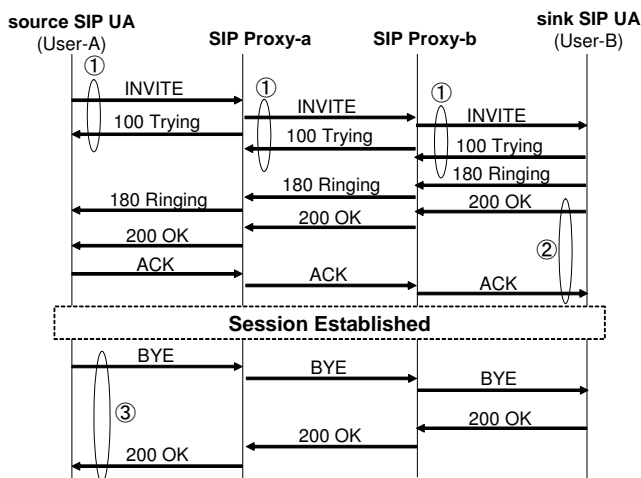 source SIP UA
(User-A)
SIP Proxy-a
SIP Proxy-b
sink SIP UA
(User-B)
①
INVITE
①
INVITE
①
INVITE
100 Trying
100 Trying
100 Trying
180 Ringing
180 Ringing
180 Ringing
200 OK
200 OK
200 OK
②
ACK
ACK
ACK
Session Established
BYE
BYE
BYE
③
200 OK
200 OK
200 OK